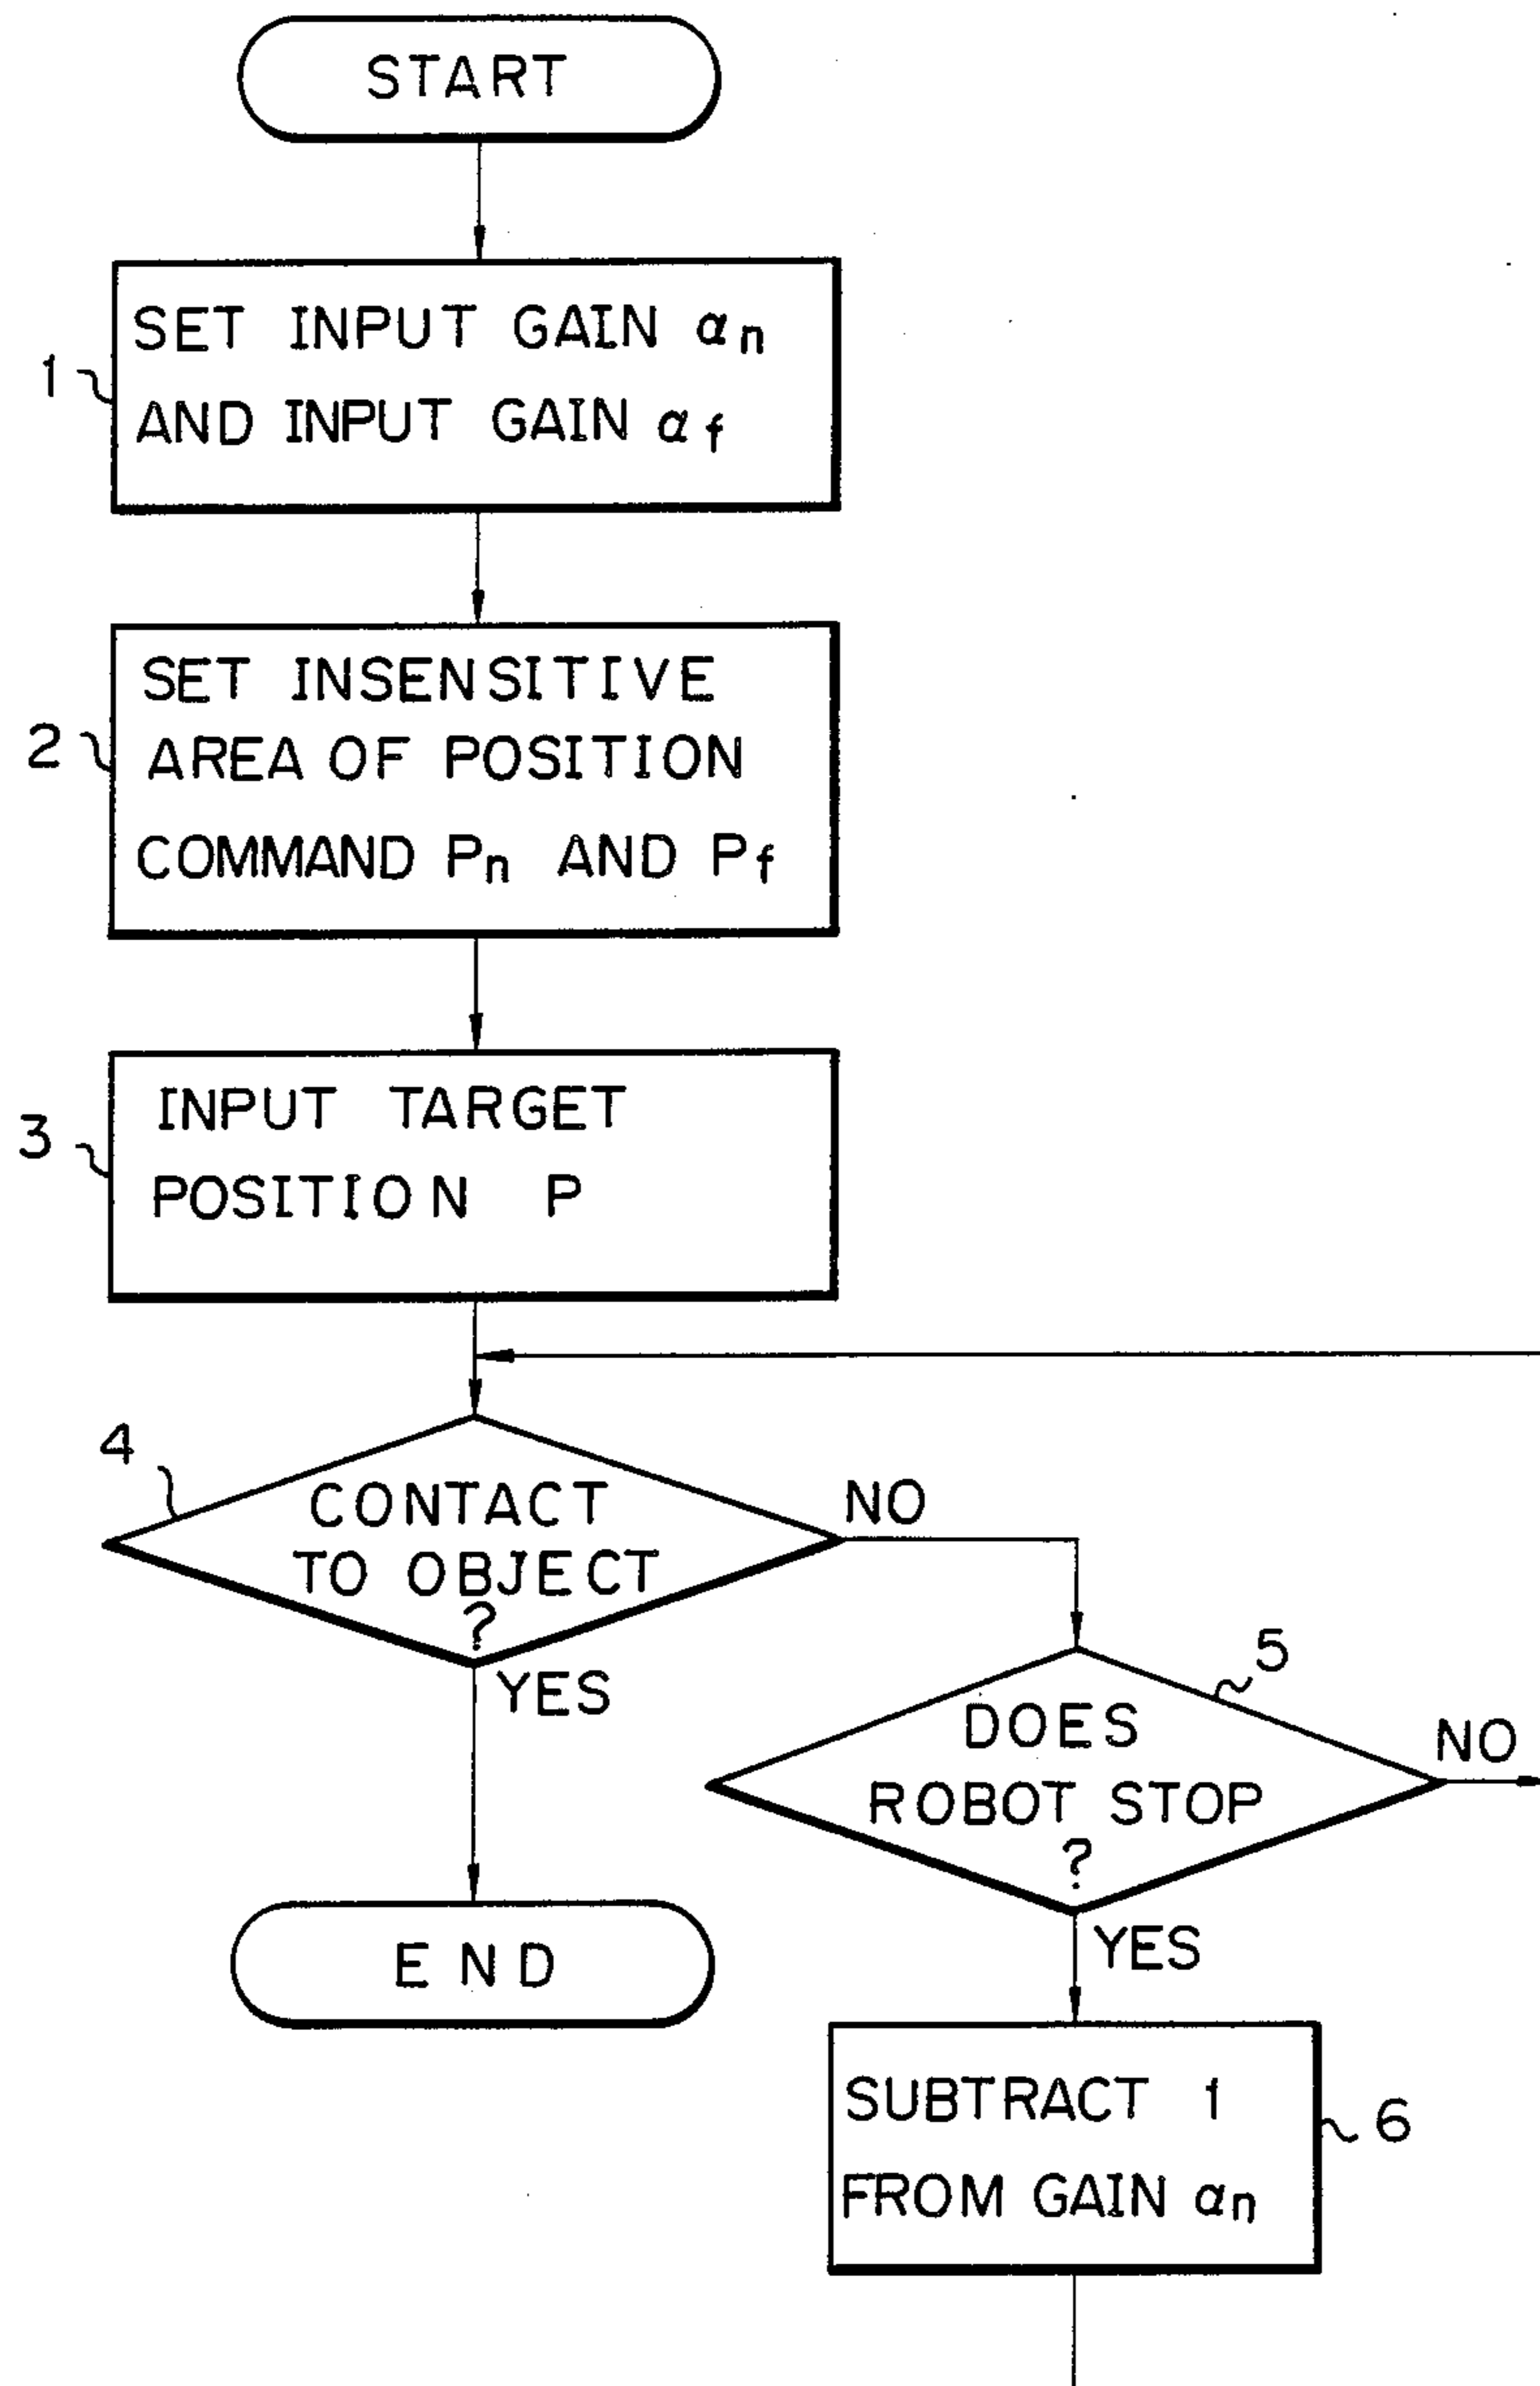 START
1
SET INPUT GAIN αn
AND INPUT GAIN αf
2
SET INSENSITIVE
AREA OF POSITION
COMMAND Pn AND Pf
3
INPUT TARGET
POSITION P
4
CONTACT
TO OBJECT
?
NO
YES
5
DOES
ROBOT STOP
?
NO
YES
END
SUBTRACT 1
FROM GAIN αn
6